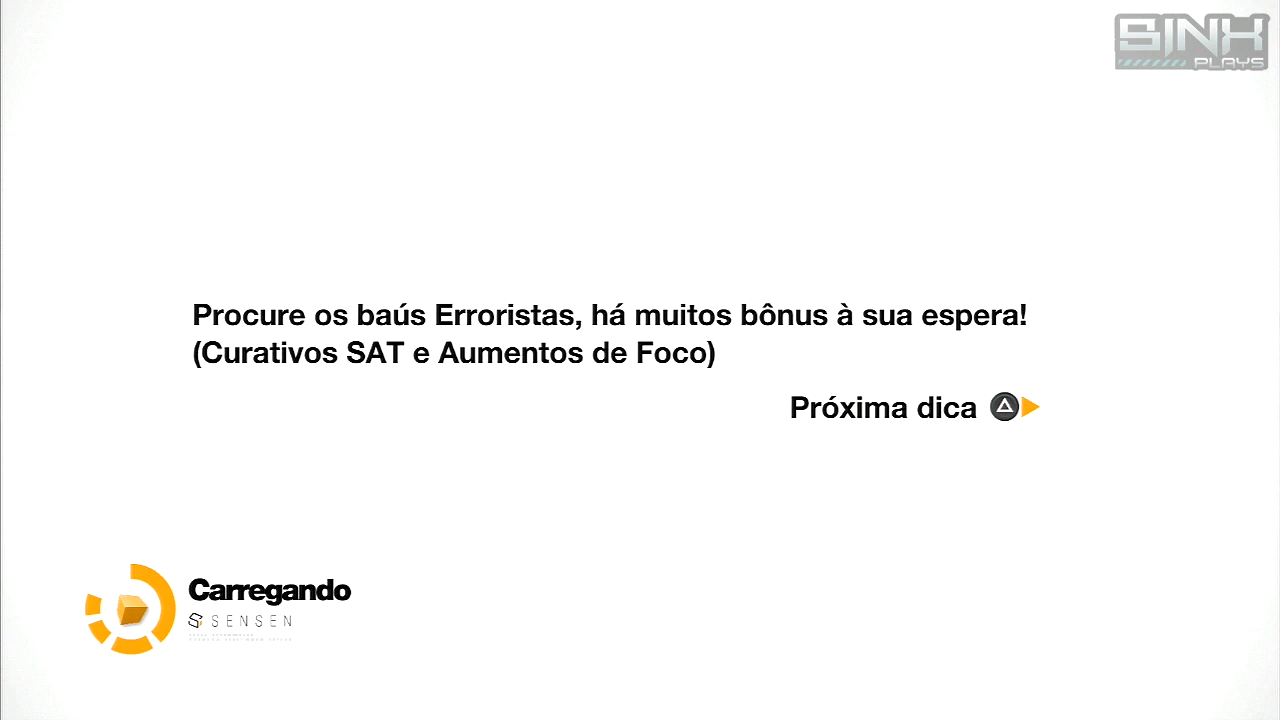 SINX
PLAYS
Procure os baús Erroristas, há muitos bônus à sua espera!
(Curativos SAT e Aumentos de Foco)
Próxima dica
Carregando
SENSEN